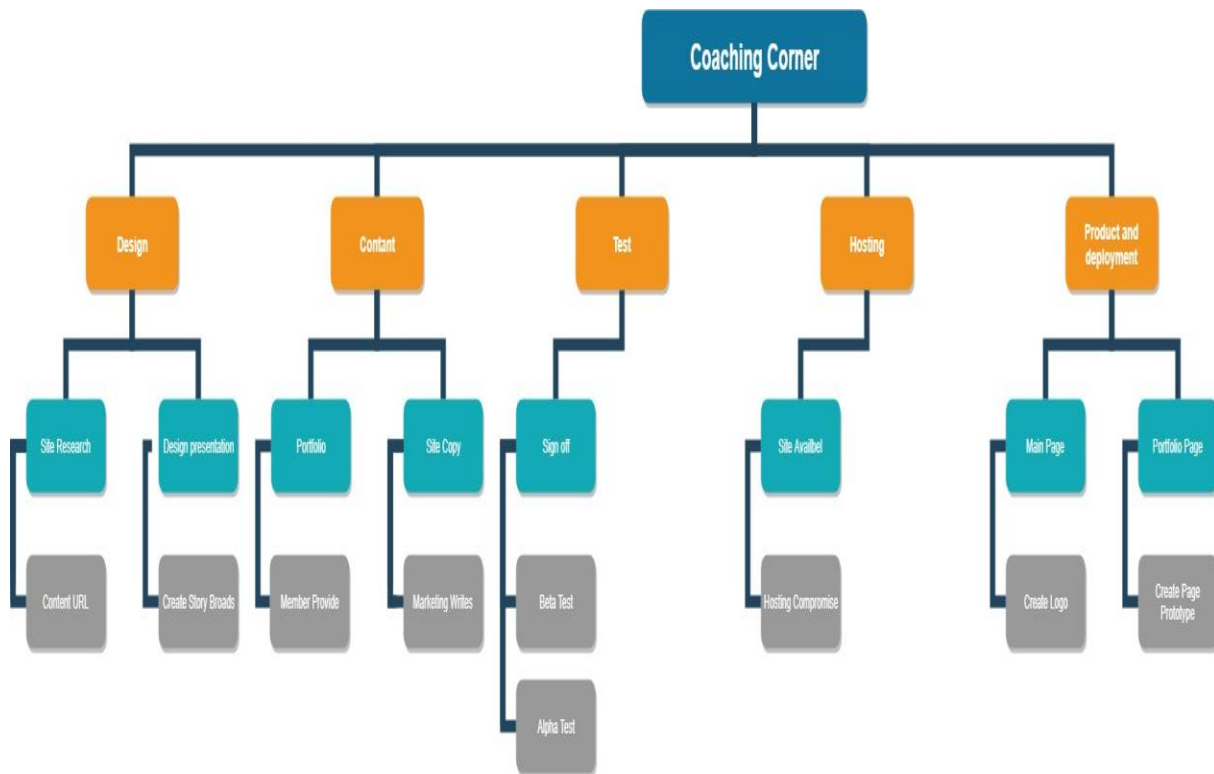 Coaching Corner
Design
Contant
Test
Hosting
Product and
deployment
Site Research
Design presentation
Portfolio
Site Copy
Sign off
Site Availbel
Main Page
Portfolio Page
Content URL
Create Story Broads
Member Provide
Marketing Writes
Beta Test
Hosting Compromise
Create Logo
Create Page
Prototype
Alpha Test